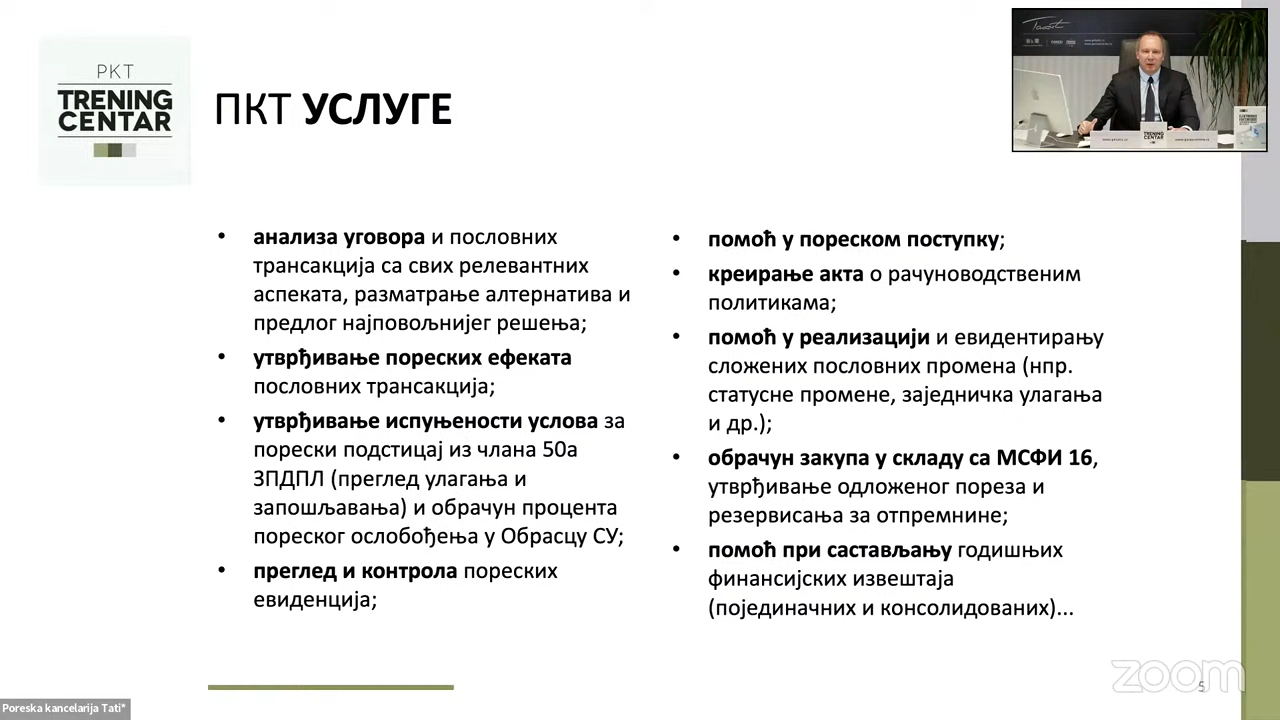 PKT
TRENING
CENTAR
ПКТ УСЛУГЕ
• анализа уговора и пословних
трансакција са свих релевантних
аспеката, разматрање алтернатива и
предлог најповољнијег решења;
• утврђивање пореских ефеката
пословних трансакција;
• утврђивање испуњености услова за
порески подстицај из члана 50а
ЗПДПЛ (преглед улагања и
запошљавања) и обрачун процента
пореског ослобођења у Обрасцу СУ;
• преглед и контрола пореских
евиденција;
• помоћ у пореском поступку;
• креирање акта о рачуноводственим
политикама;
• помоћ у реализацији и евидентирању
сложених пословних промена (нпр.
статусне промене, заједничка улагања
и др.);
• обрачун закупа у складу са МСФИ 16,
утврђивање одложеног пореза и
резервисања за отпремнине;
• помоћ при састављању годишњих
финансијских извештаја
(појединачних и консолидованих)...
TRENING
CENTAR
zoom
5
Poreska kancelarija Tati*